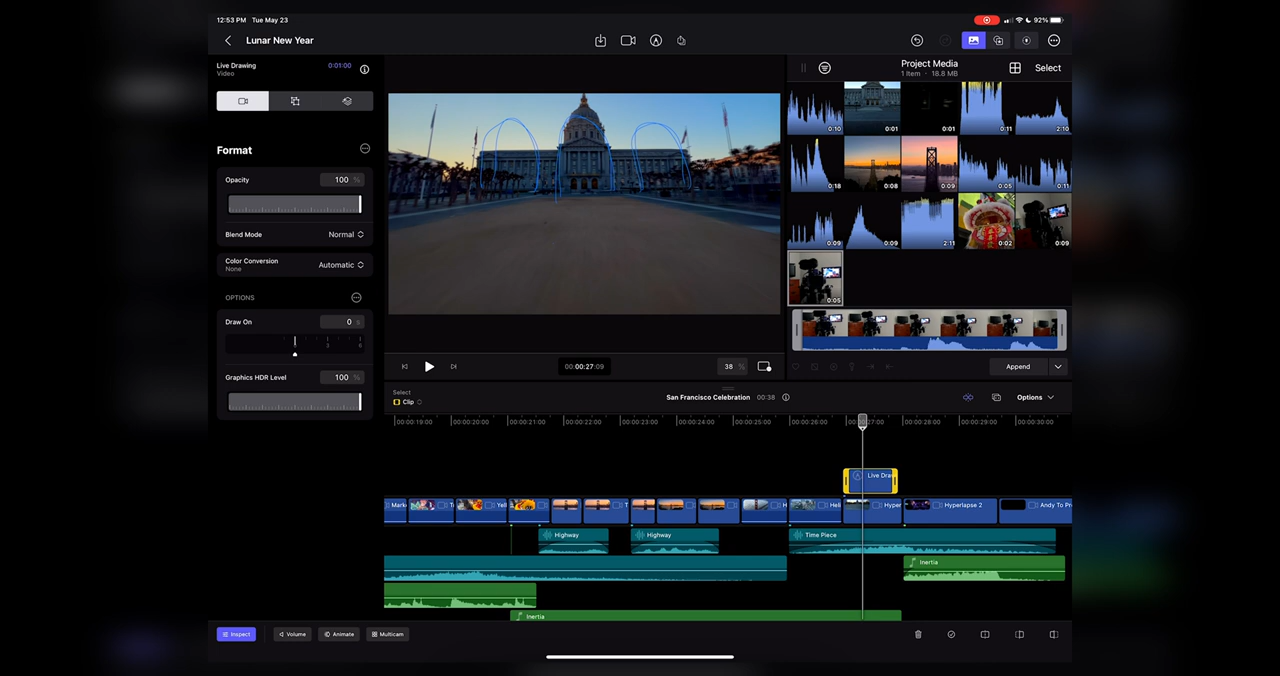 12:53 PM Tue May 23
92%
Lunar New Year
Live Drawing
Video
0:01:00
Format
Opacity
100 %
Blend Mode
Normal
Color Conversion
None
Automatic
OPTIONS
Draw On
0 s
3 6
Graphics HDR Level
100 %
00:00:27:09
38 %
Project Media
1 Item · 18.8 MB
Select
0:10 0:01 0:01 0:11 2:10
0:18 0:08 0:09 0:05 0:11
0:09 0:09 2:11 0:02 0:09
0:05
Append
Select
Clip
San Francisco Celebration 00:38
Options
00:00:19:00 00:00:20:00 00:00:21:00 00:00:22:00 00:00:23:00 00:00:24:00 00:00:25:00 00:00:26:00 00:00:28:00 00:00:29:00 00:00:30:00
Live Draw
Hyper Hyperlapse 2 Andy To Pr
Highway Highway Time Piece
Inertia
Inertia
Inspect Volume Animate Multicam